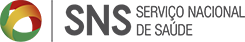 SNS SERVIÇO NACIONAL
DE SAÚDE